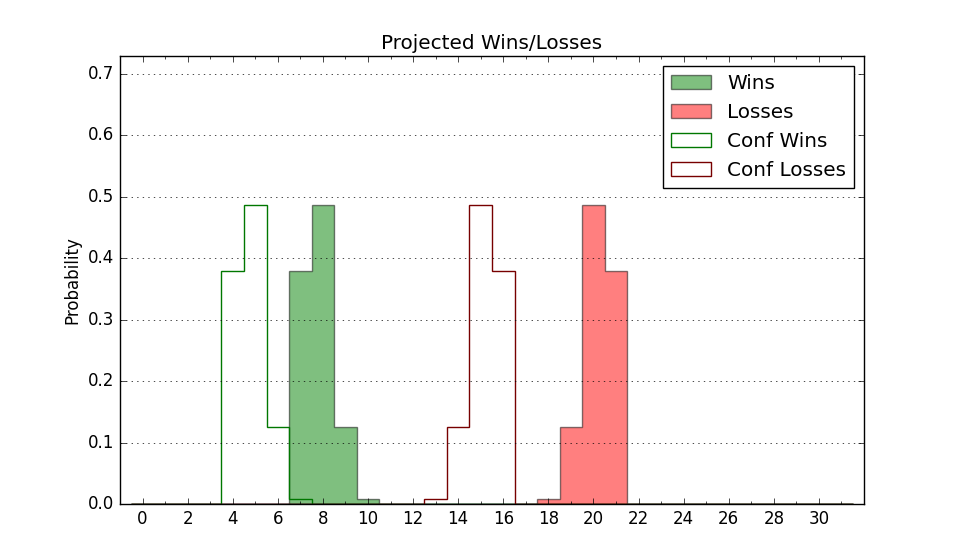 Projected Wins/Losses
Wins
Losses
Conf Wins
Conf Losses
Probability
0.7
0.6
0.5
0.4
0.3
0.2
0.1
0.0
0 2 4 6 8 10 12 14 16 18 20 22 24 26 28 30